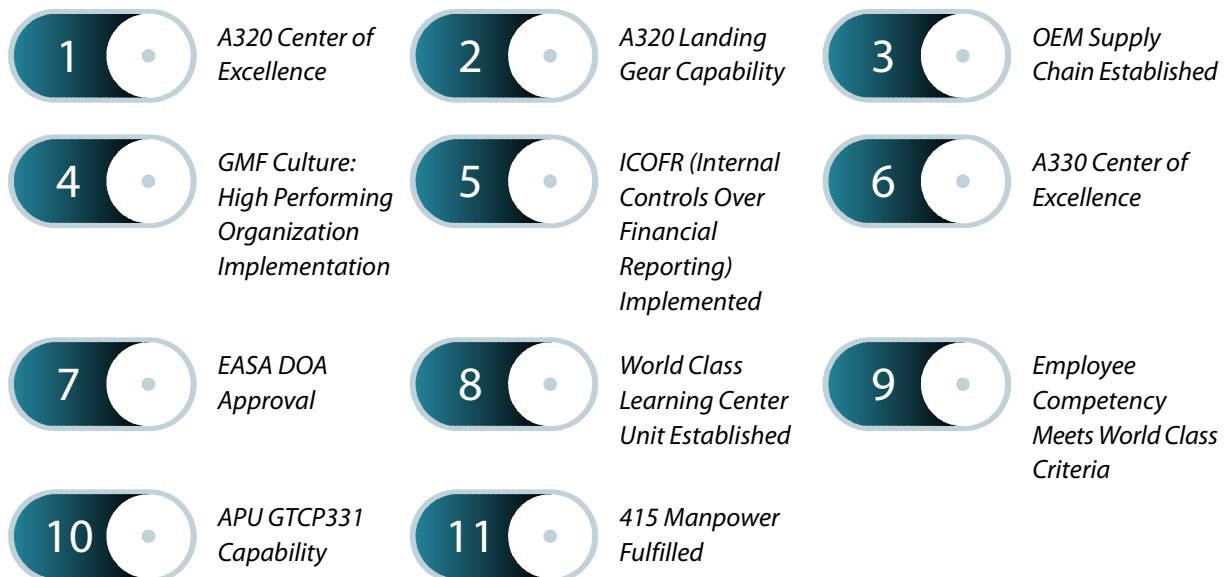 1
A320 Center of
Excellence
2
A320 Landing
Gear Capability
3
OEM Supply
Chain Established
4
GMF Culture:
High Performing
Organization
Implementation
5
ICOFR (Internal
Controls Over
Financial
Reporting)
Implemented
6
A330 Center of
Excellence
7
EASA DOA
Approval
8
World Class
Learning Center
Unit Established
9
Employee
Competency
Meets World Class
Criteria
10
APU GTCP331
Capability
11
415 Manpower
Fulfilled